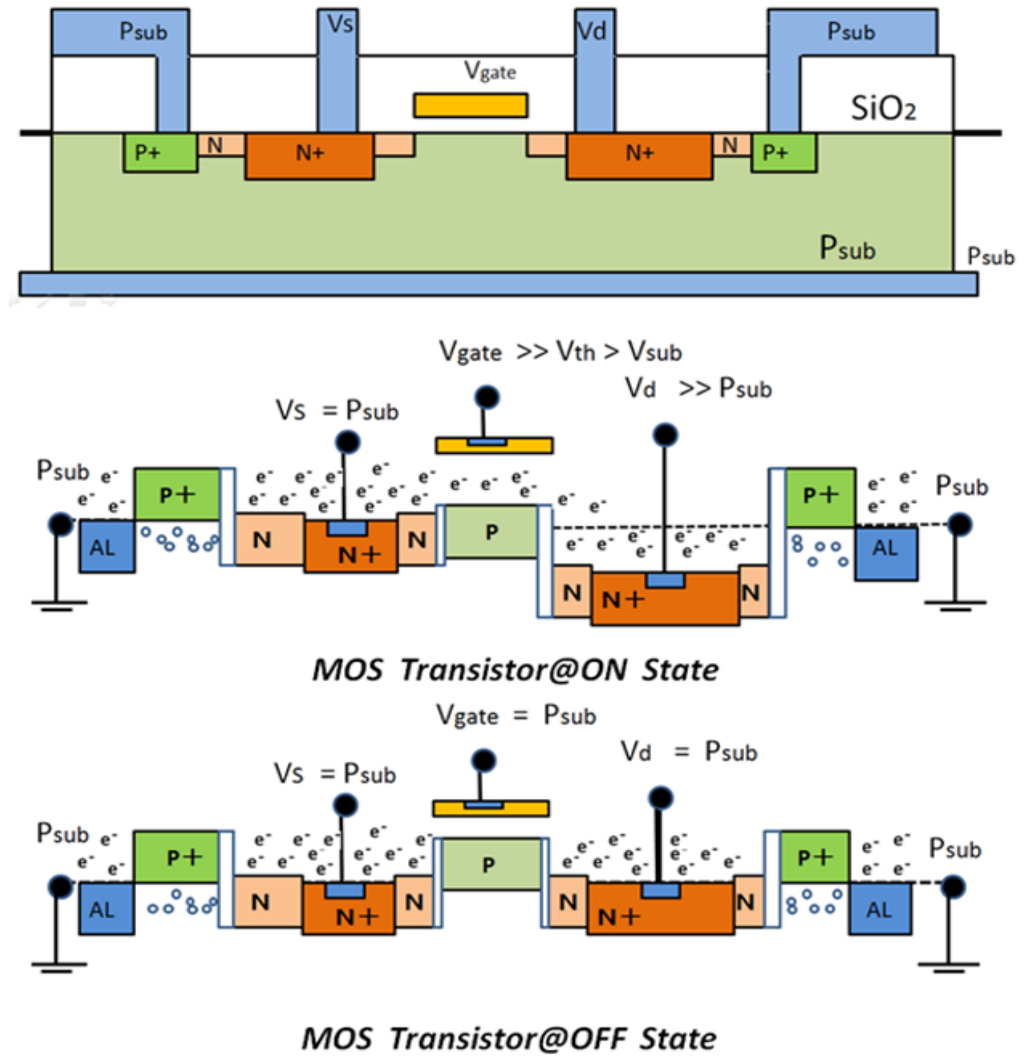 Psub Vs Vd Psub
Vgate
SiO₂
P+ N N+ N+ N P+
Psub
Psub
Vgate >> Vth > Vsub
Vd >> Psub
Vs = Psub
Psub e⁻ e⁻ e⁻ P+ e⁻ e⁻ e⁻ e⁻ e⁻ e⁻ e⁻ e⁻ e⁻ e⁻ e⁻ e⁻ e⁻ e⁻ P+ e⁻ e⁻ e⁻ e⁻ Psub
AL N N+ N P e⁻ e⁻ e⁻ e⁻ e⁻ e⁻ e⁻ e⁻ AL
N N+ N
MOS Transistor@ON State
Vgate = Psub
Vd = Psub
Vs = Psub
Psub e⁻ e⁻ e⁻ P+ e⁻ e⁻ e⁻ e⁻ e⁻ e⁻ e⁻ e⁻ e⁻ P e⁻ e⁻ e⁻ e⁻ e⁻ e⁻ e⁻ e⁻ P+ e⁻ e⁻ e⁻ e⁻ Psub
AL N N+ N N N+ N AL
MOS Transistor@OFF State